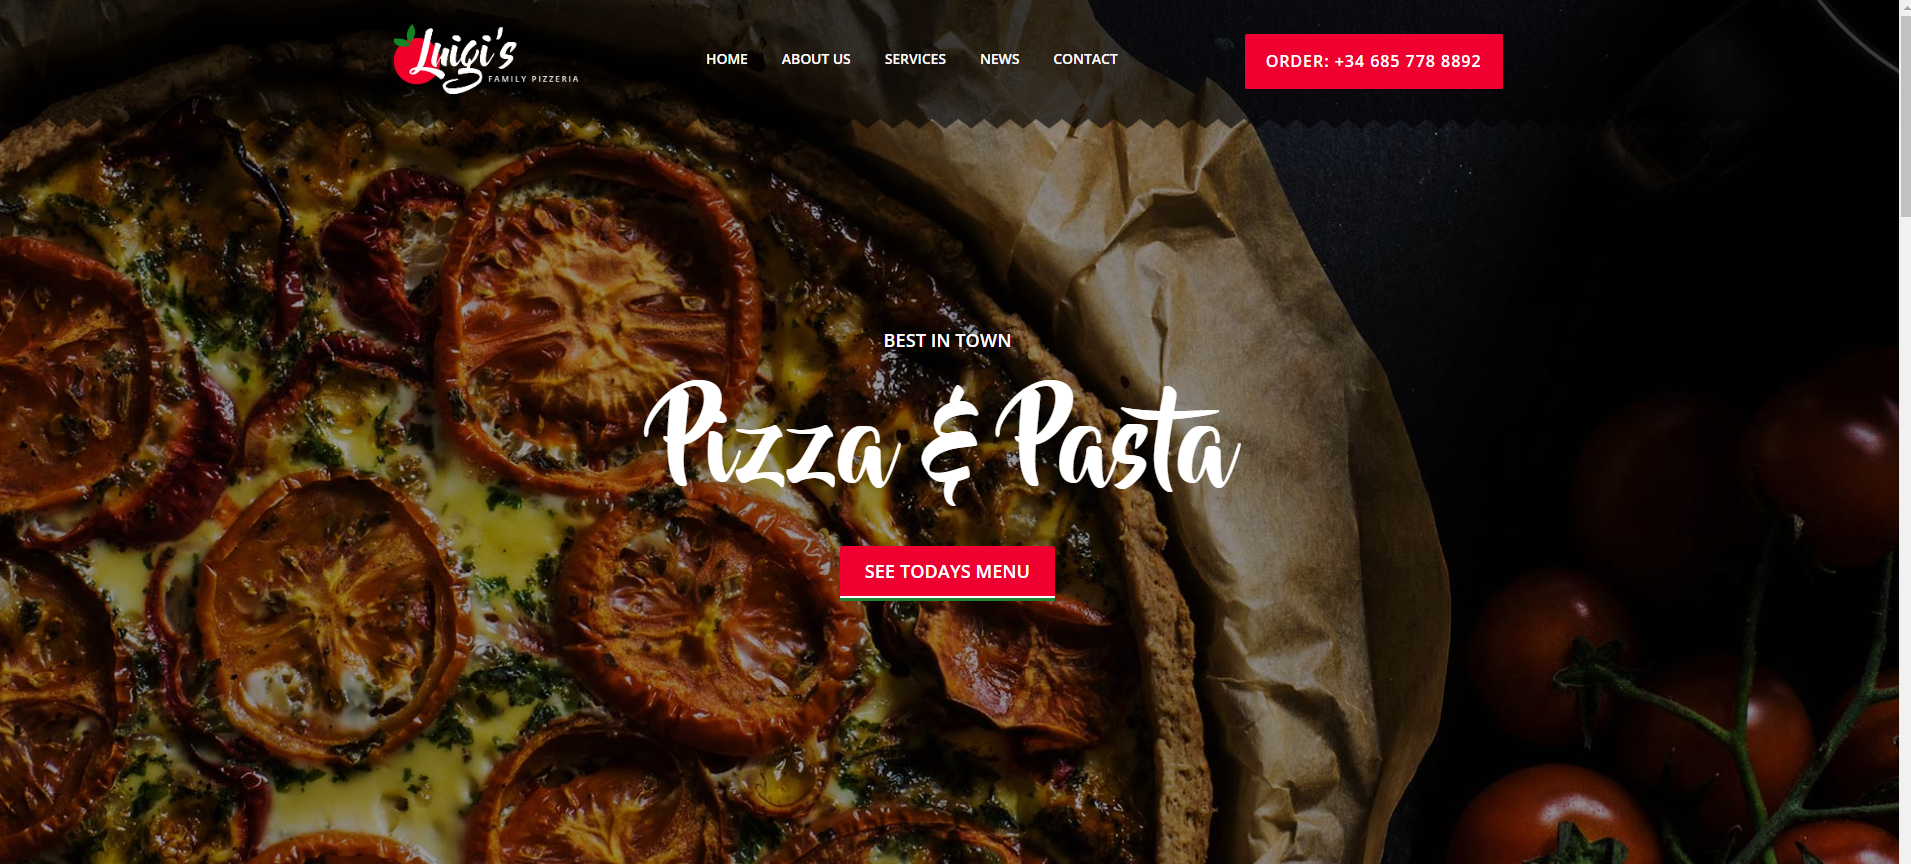 Luigi's
FAMILY PIZZERIA
HOME
ABOUT US
SERVICES
NEWS
CONTACT
ORDER: +34 685 778 8892
BEST IN TOWN
Pizza & Pasta
SEE TODAYS MENU